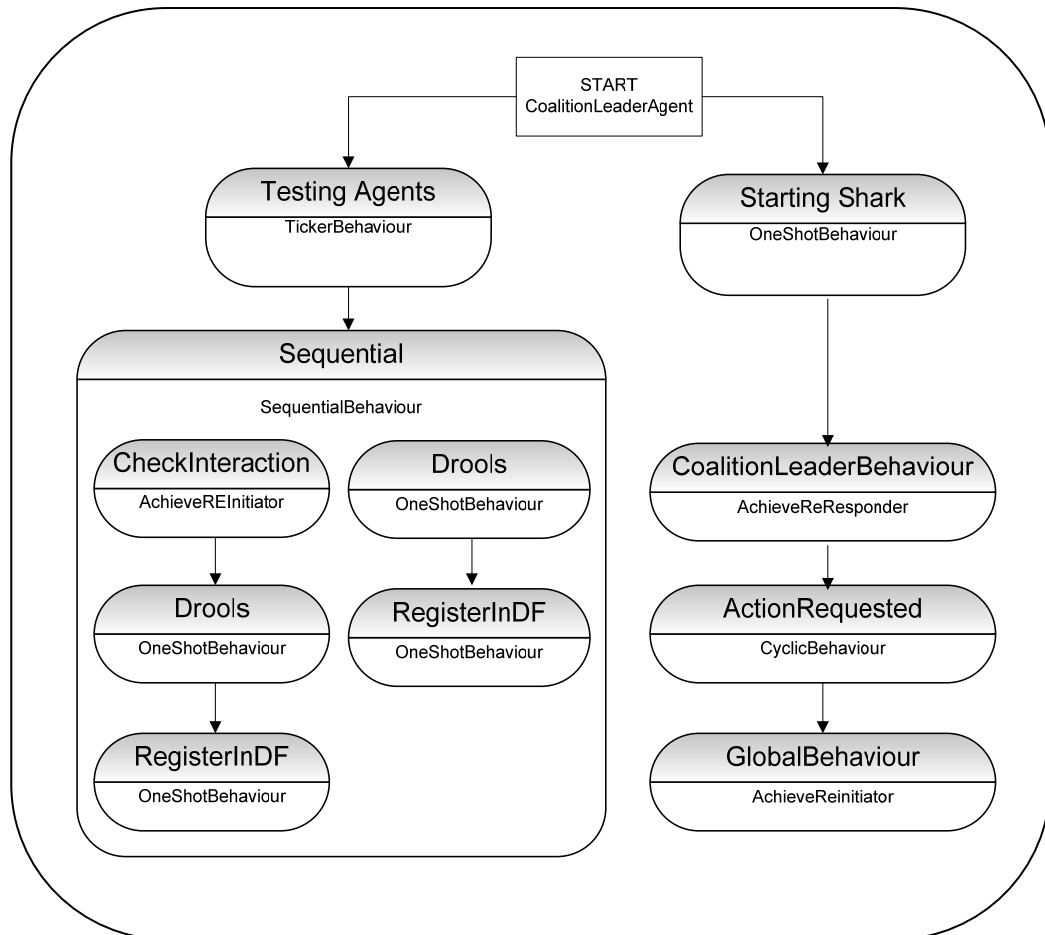 START
CoalitionLeaderAgent
Testing Agents
TickerBehaviour
Starting Shark
OneShotBehaviour
Sequential
SequentialBehaviour
CheckInteraction
AchieveREInitiator
Drools
OneShotBehaviour
CoalitionLeaderBehaviour
AchieveReResponder
Drools
OneShotBehaviour
RegisterInDF
OneShotBehaviour
ActionRequested
CyclicBehaviour
RegisterInDF
OneShotBehaviour
GlobalBehaviour
AchieveReinitiator